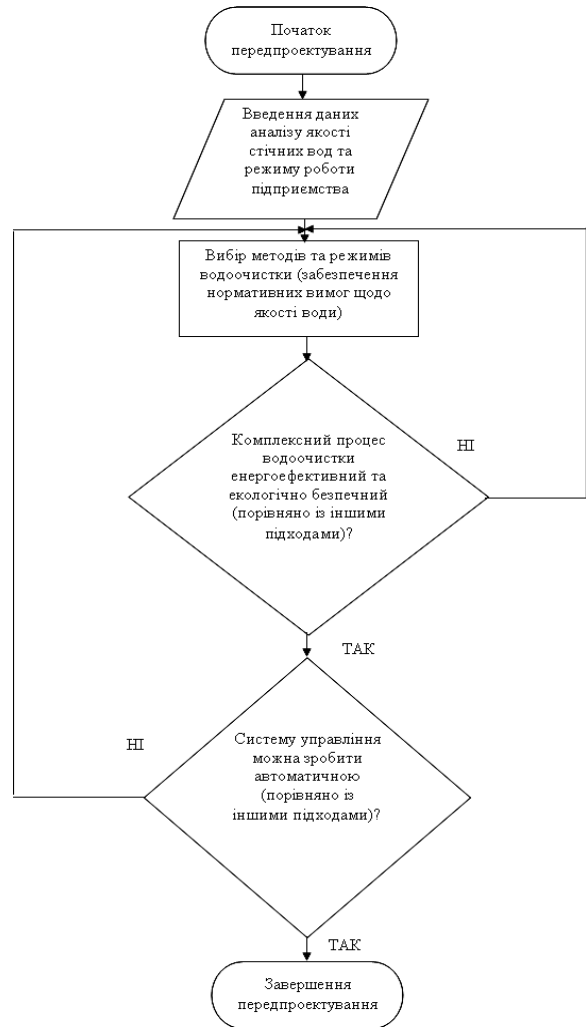 Початок
передпроектування
Введення даних
аналізу якості
стічних вод та
режиму роботи
підприємства
Вибір методів та режимів
водоочистки (забезпечення
нормативних вимог щодо
якості води)
Комплексний процес
водоочистки
енергоефективний та
екологічно безпечний
(порівняно із іншими
підходами)?
НІ
ТАК
НІ
Систему управління
можна зробити
автоматичною
(порівняно із
іншими підходами)?
ТАК
Завершення
передпроектування